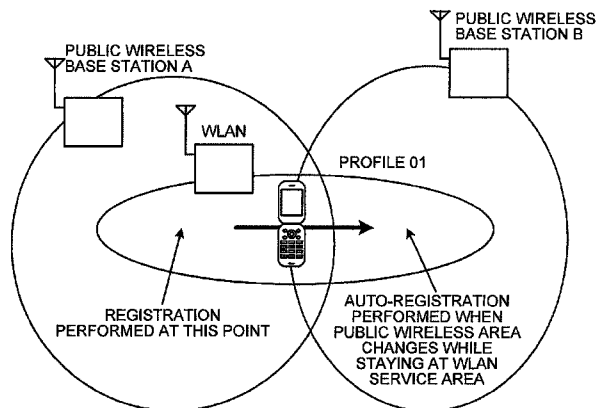 PUBLIC WIRELESS
BASE STATION A
PUBLIC WIRELESS
BASE STATION B
WLAN
PROFILE 01
REGISTRATION
PERFORMED AT THIS POINT
AUTO-REGISTRATION
PERFORMED WHEN
PUBLIC WIRELESS AREA
CHANGES WHILE
STAYING AT WLAN
SERVICE AREA